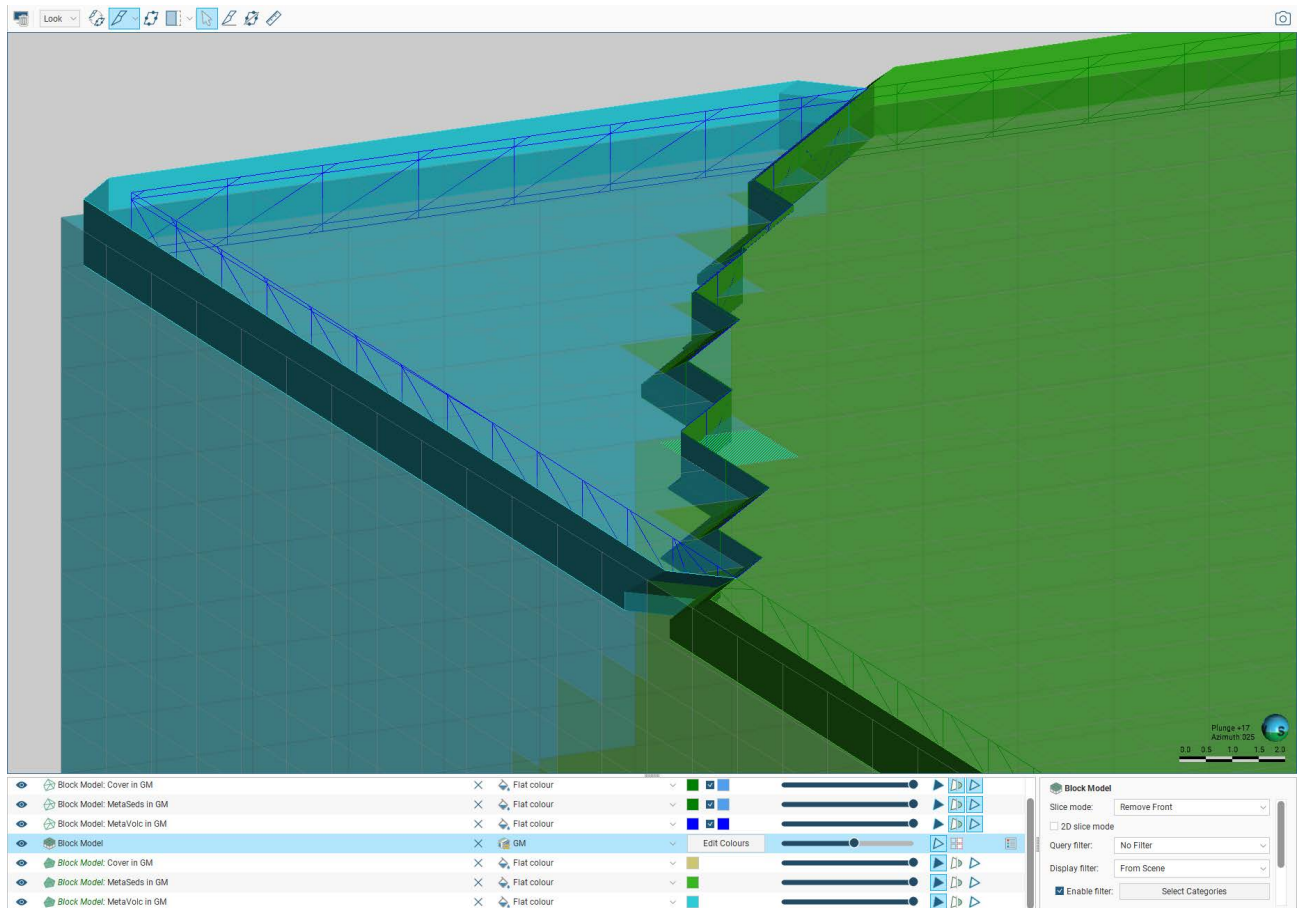 Look
Plunge +17
Azimuth 025
0.0 0.5 1.0 1.5 2.0
S
Block Model: Cover in GM Flat colour
Block Model: MetaSeds in GM Flat colour
Block Model: MetaVolc in GM Flat colour
Block Model GM Edit Colours
Block Model: Cover in GM Flat colour
Block Model: MetaSeds in GM Flat colour
Block Model: MetaVolc in GM Flat colour
Block Model
Slice mode: Remove Front
2D slice mode
Query filter: No Filter
Display filter: From Scene
Enable filter: Select Categories